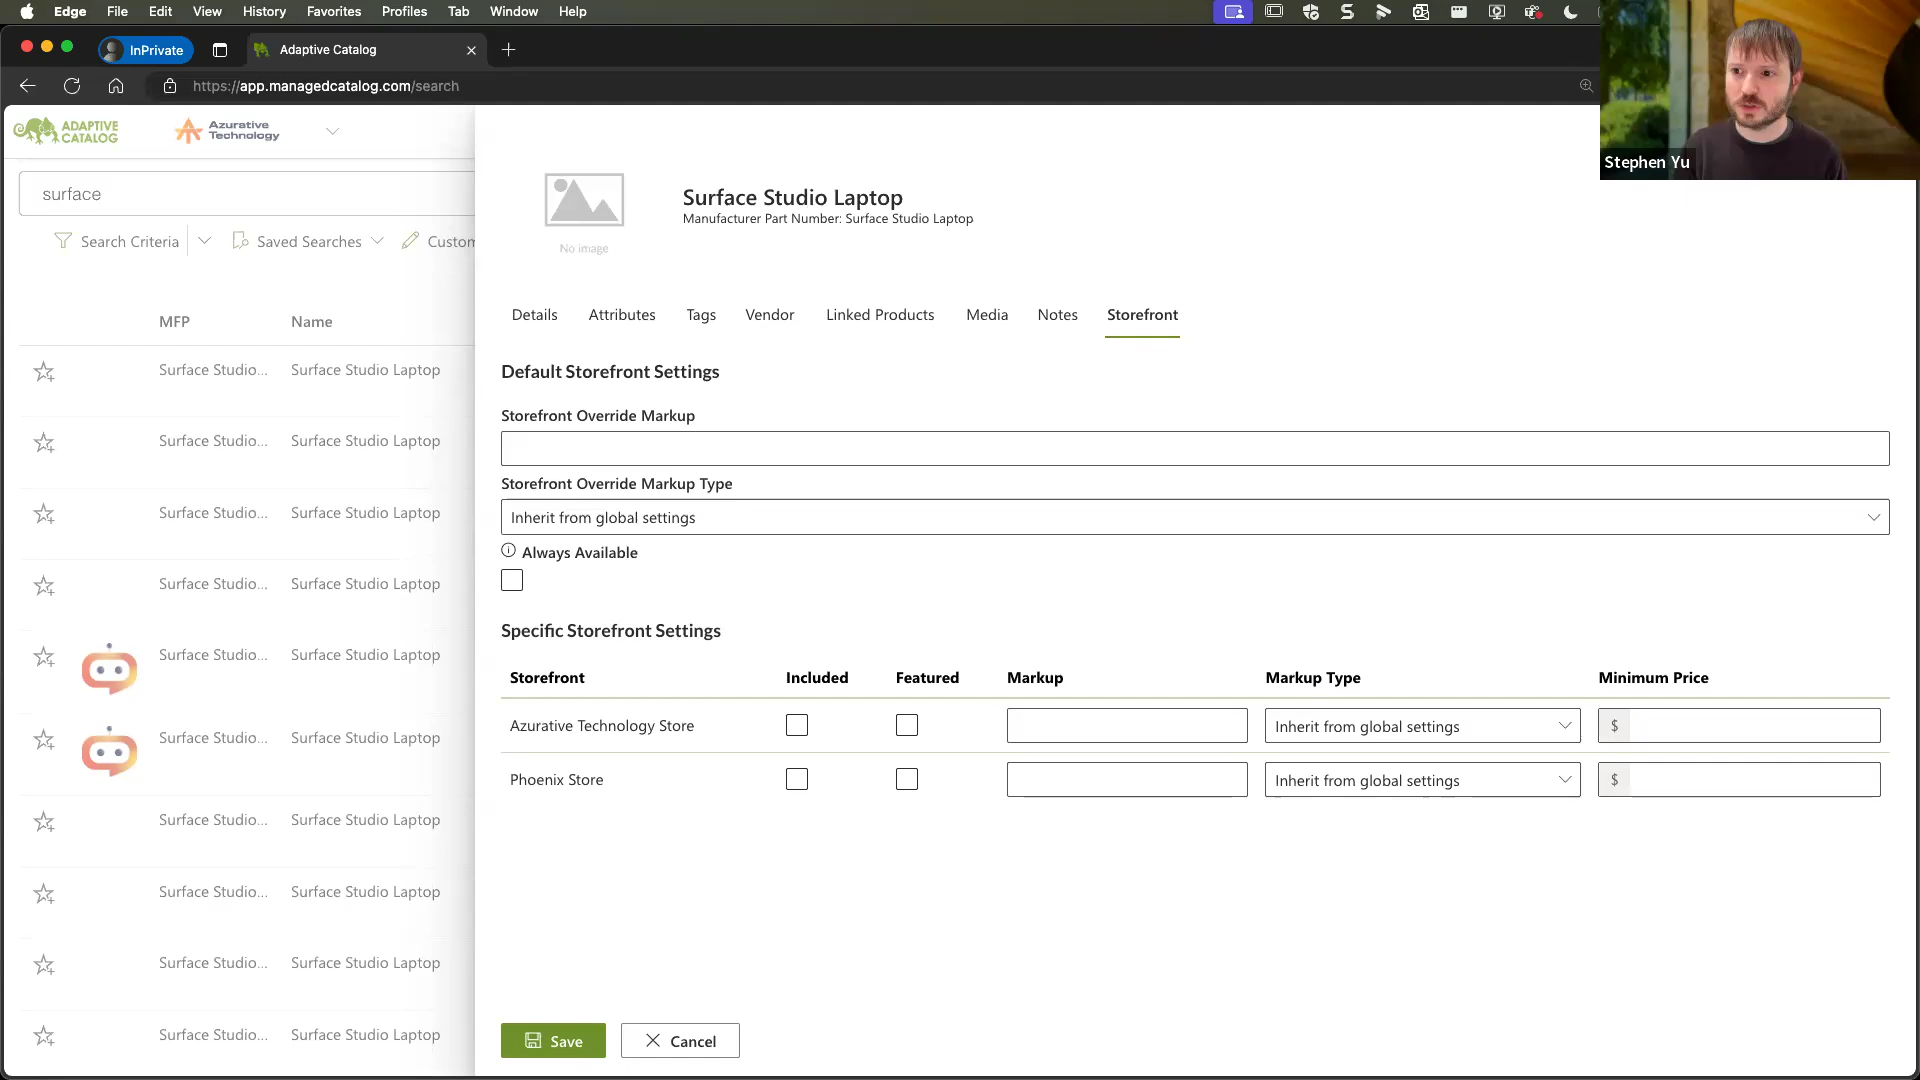 Edge File Edit View History Favorites Profiles Tab Window Help
InPrivate
Adaptive Catalog
https://app.managedcatalog.com/search
ADAPTIVE CATALOG
Azurative Technology
surface
Search Criteria
Saved Searches
Custom
MFP Name
Surface Studio... Surface Studio Laptop
Surface Studio... Surface Studio Laptop
Surface Studio... Surface Studio Laptop
Surface Studio... Surface Studio Laptop
Surface Studio... Surface Studio Laptop
Surface Studio... Surface Studio Laptop
Surface Studio... Surface Studio Laptop
Surface Studio... Surface Studio Laptop
Surface Studio... Surface Studio Laptop
Surface Studio... Surface Studio Laptop
No image
Surface Studio Laptop
Manufacturer Part Number: Surface Studio Laptop
Details Attributes Tags Vendor Linked Products Media Notes Storefront
Default Storefront Settings
Storefront Override Markup
Storefront Override Markup Type
Inherit from global settings
Always Available
Specific Storefront Settings
Storefront Included Featured Markup Markup Type Minimum Price
Azurative Technology Store Inherit from global settings $
Phoenix Store Inherit from global settings $
Save Cancel
Stephen Yu